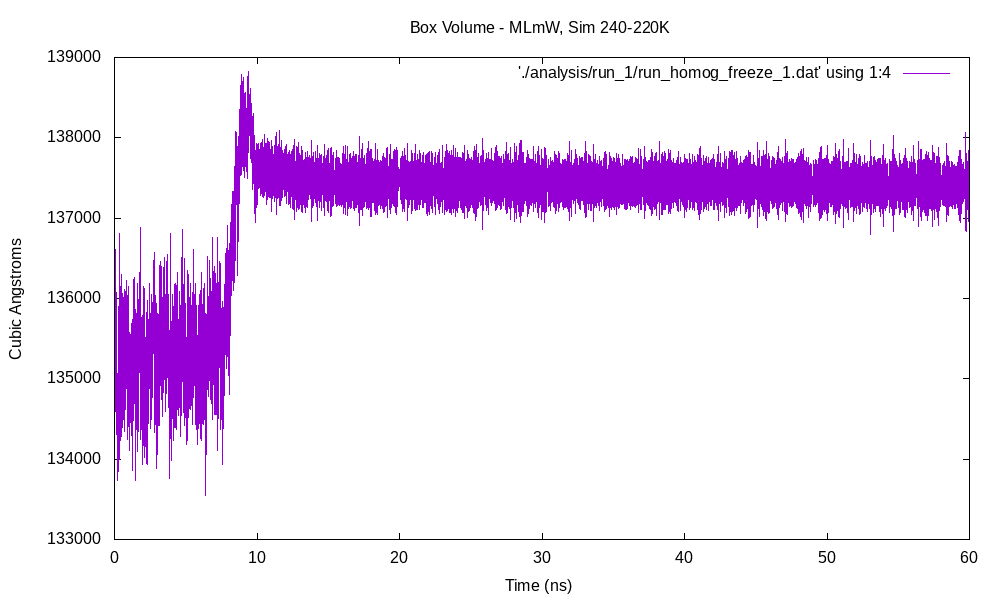 Box Volume - MLmW, Sim 240-220K
139000
'./analysis/run_1/run_homog_freeze_1.dat' using 1:4
138000
137000
136000
135000
134000
133000
Cubic Angstroms
0 10 20 30 40 50 60
Time (ns)